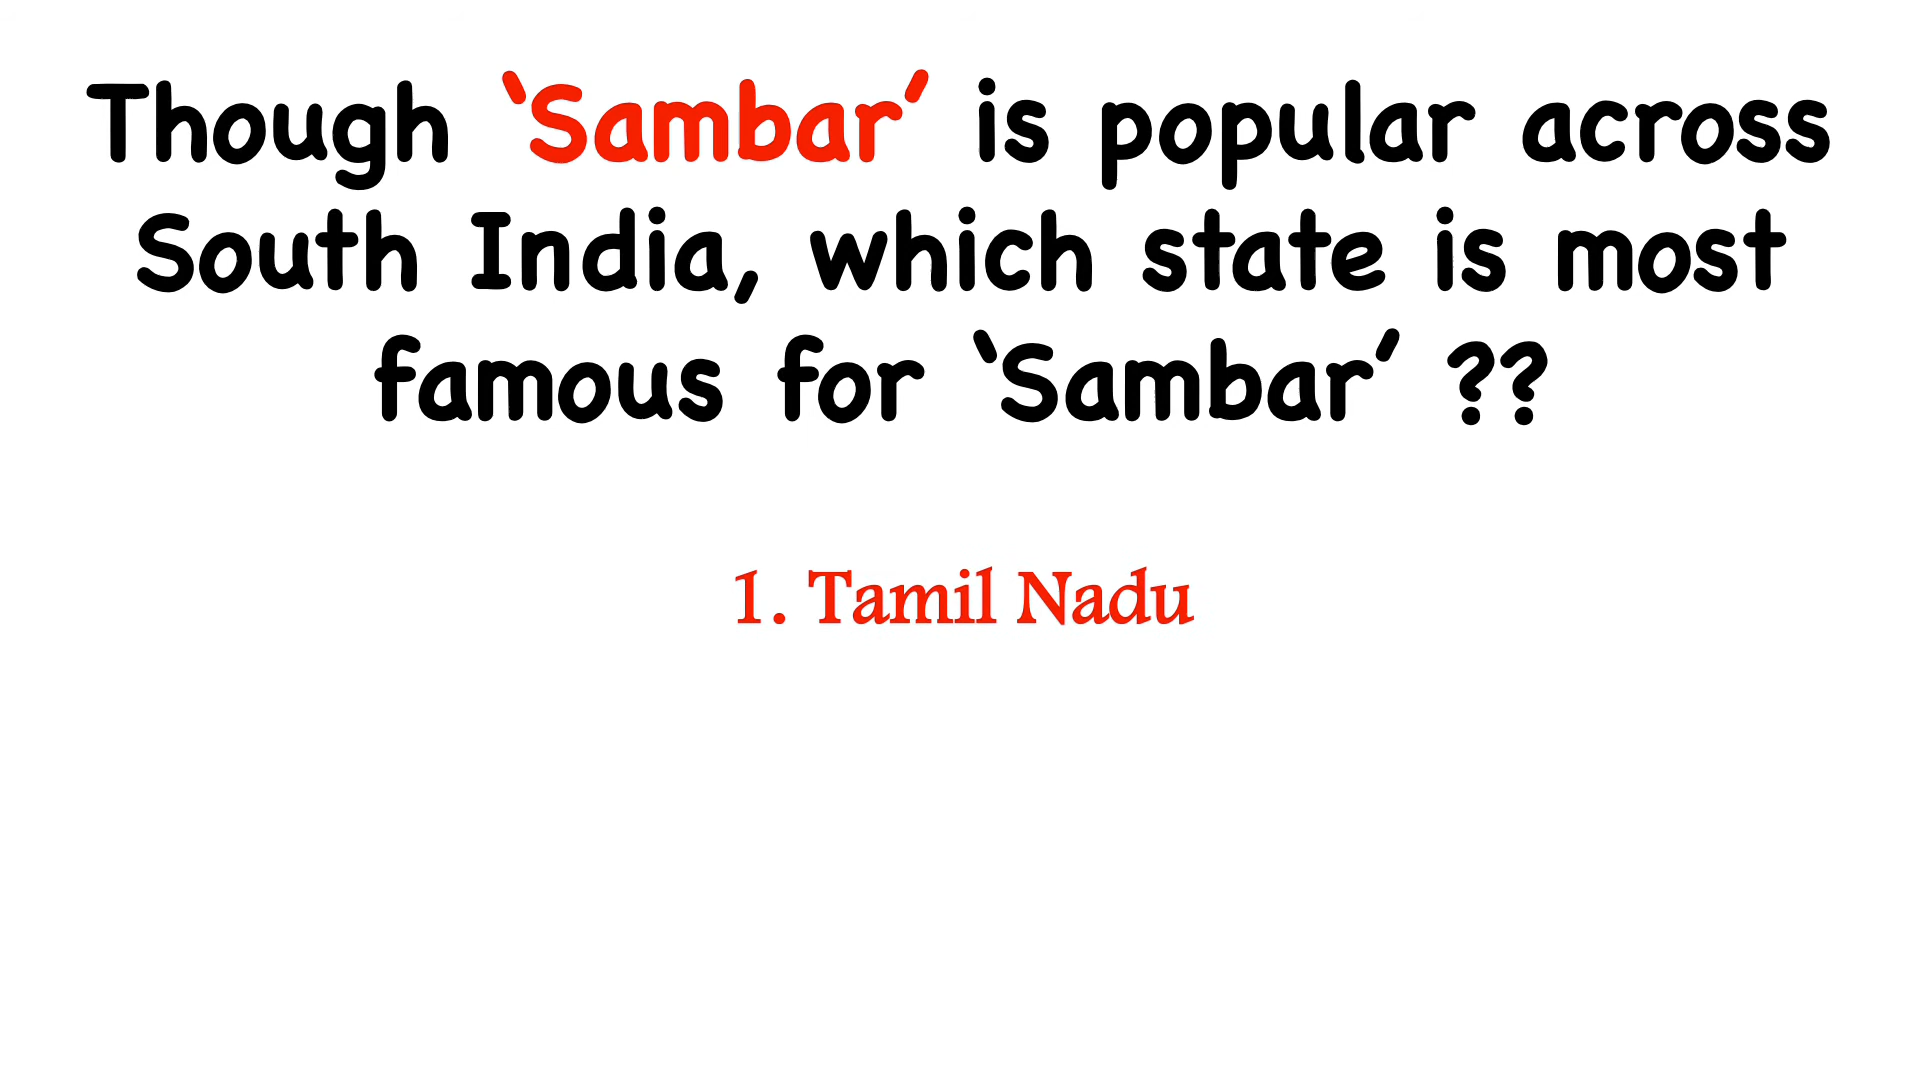 Though ‘Sambar’ is popular across
South India, which state is most
famous for ‘Sambar’ ??
1. Tamil Nadu